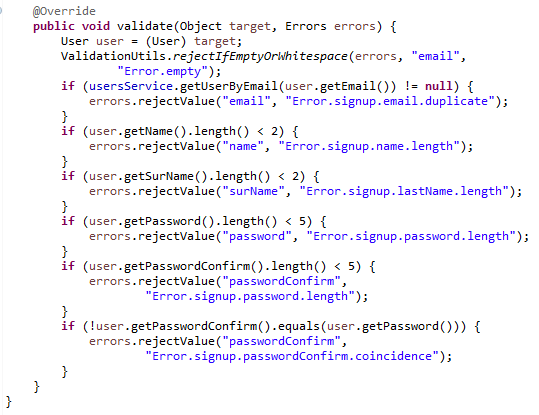 @Override
public void validate(Object target, Errors errors) {
User user = (User) target;
ValidationUtils.rejectIfEmptyOrWhitespace(errors, "email",
"Error.empty");
if (usersService.getUserByEmail(user.getEmail()) != null) {
errors.rejectValue("email", "Error.signup.email.duplicate");
}
if (user.getName().length() < 2) {
errors.rejectValue("name", "Error.signup.name.length");
}
if (user.getSurName().length() < 2) {
errors.rejectValue("surName", "Error.signup.lastName.length");
}
if (user.getPassword().length() < 5) {
errors.rejectValue("password", "Error.signup.password.length");
}
if (user.getPasswordConfirm().length() < 5) {
errors.rejectValue("passwordConfirm",
"Error.signup.password.length");
}
if (!user.getPasswordConfirm().equals(user.getPassword())) {
errors.rejectValue("passwordConfirm",
"Error.signup.passwordConfirm.coincidence");
}
}
}